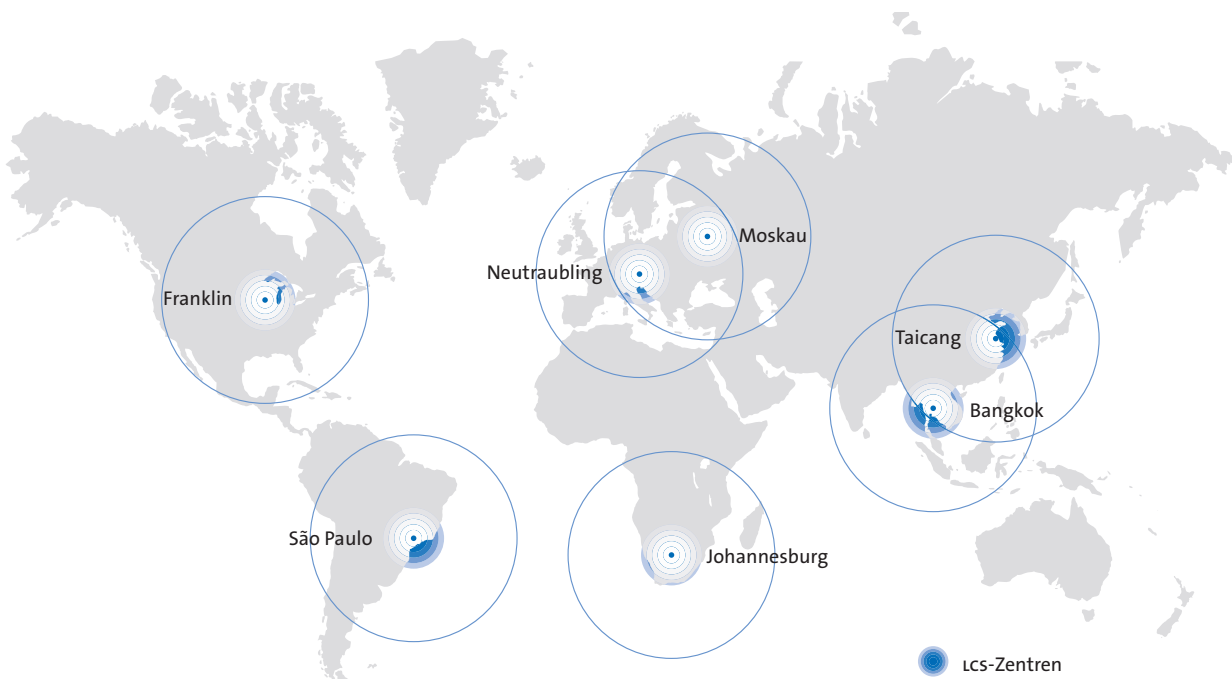 Moskau
Neutraubling
Franklin
Taicang
Bangkok
São Paulo
Johannesburg
LCS-Zentren